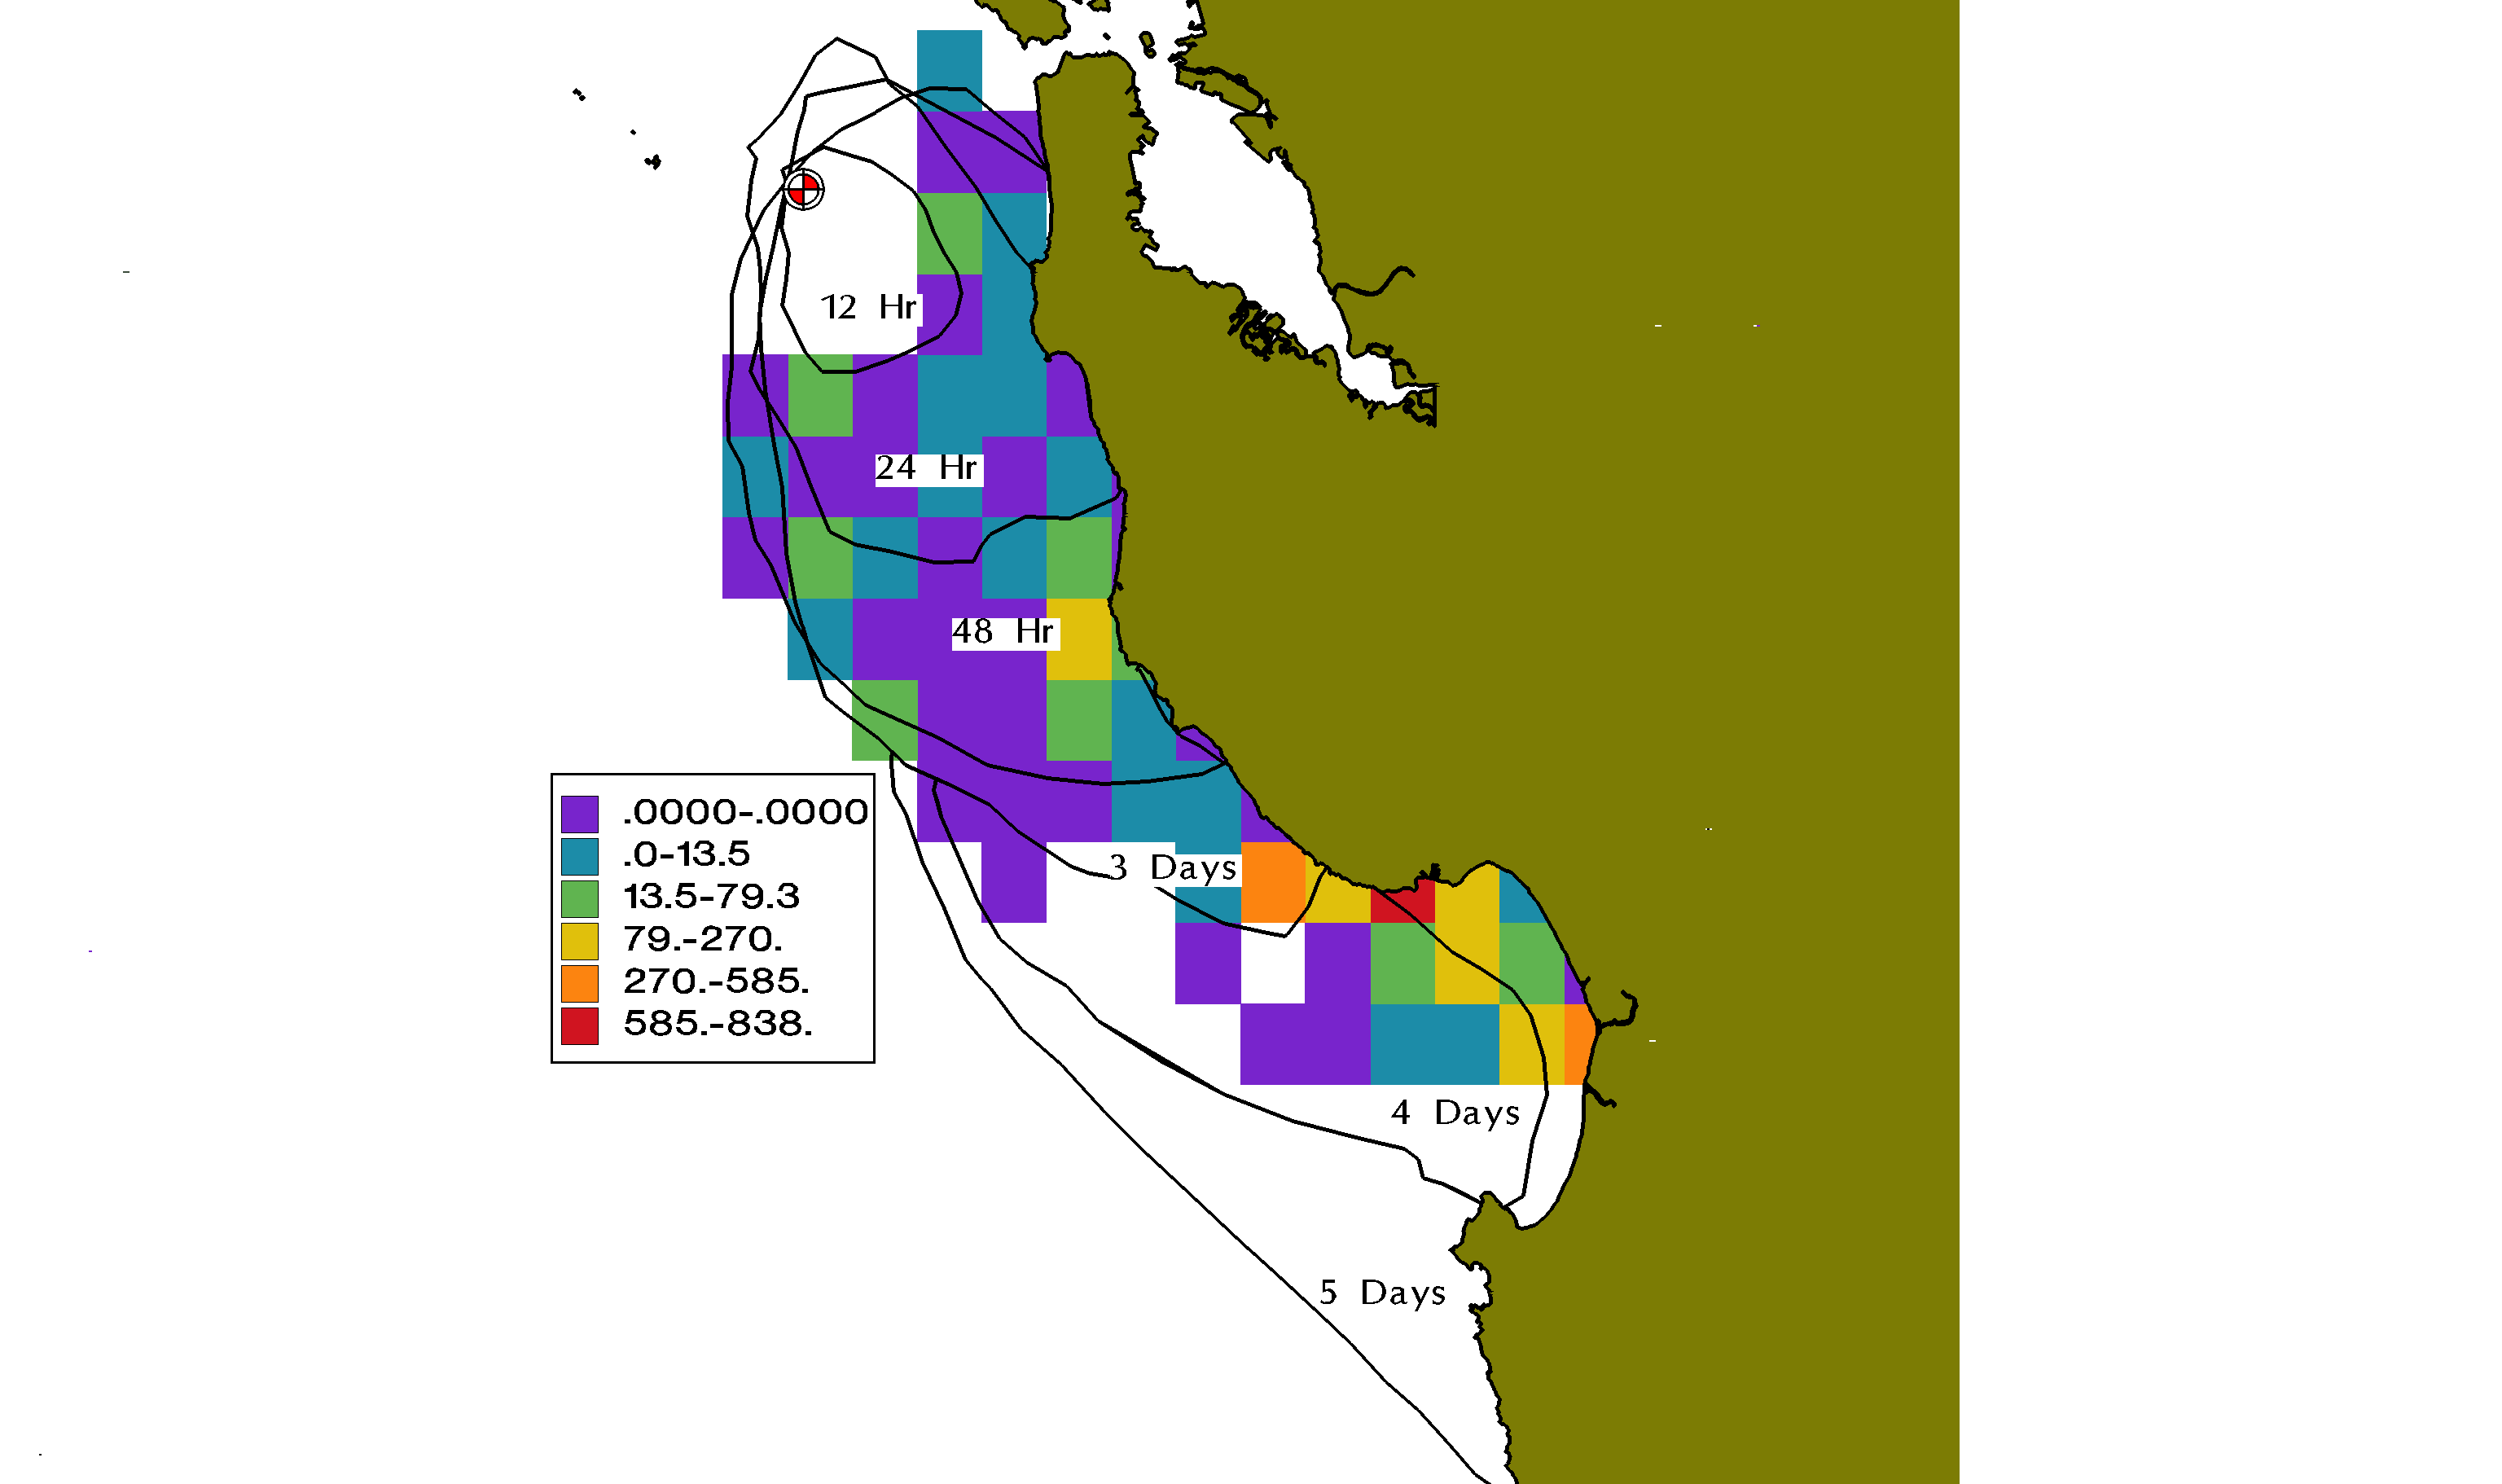 12 Hr
24 Hr
48 Hr
.0000-.0000
.0-13.5
13.5-79.3
79.-270.
270.-585.
585.-838.
3 Days
4 Days
5 Days